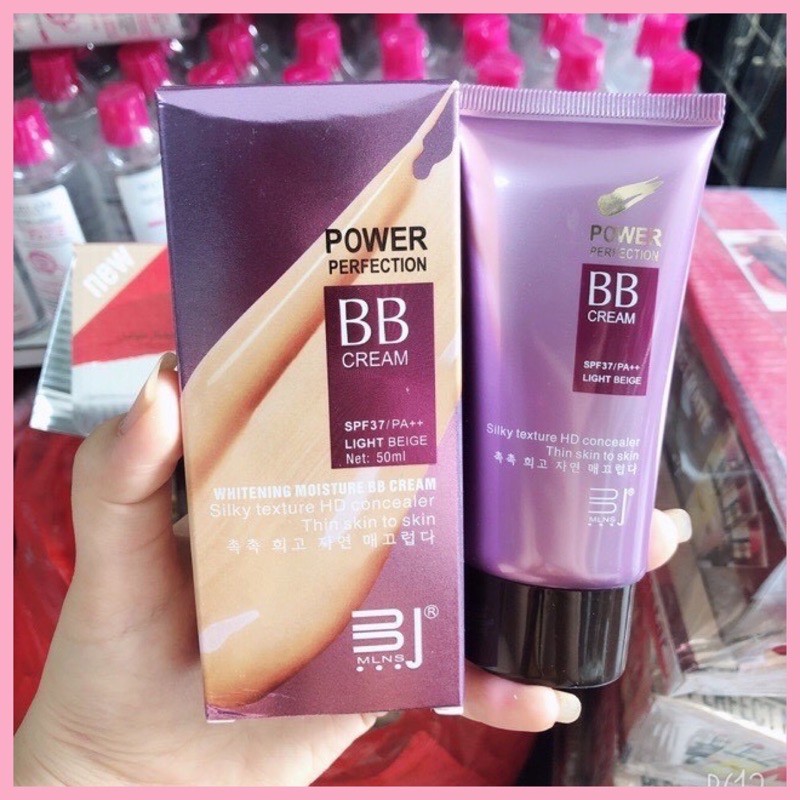 new
POWER
PERFECTION
BB
CREAM
SPF37/PA++
LIGHT BEIGE
Net: 50ml
WHITENING MOISTURE BB CREAM
Silky texture HD concealer
Thin skin to skin
촉촉 희고 자연 매끄럽다
BJ®
MLNS
POWER
PERFECTION
BB
CREAM
SPF37/PA++
LIGHT BEIGE
Silky texture HD concealer
Thin skin to skin
촉촉 희고 자연 매끄럽다
BJ®
MLNS